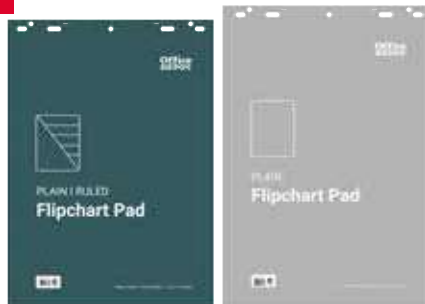 Office
DEPOT
PLAIN | RULED
Flipchart Pad
Office
DEPOT
PLAIN
Flipchart Pad